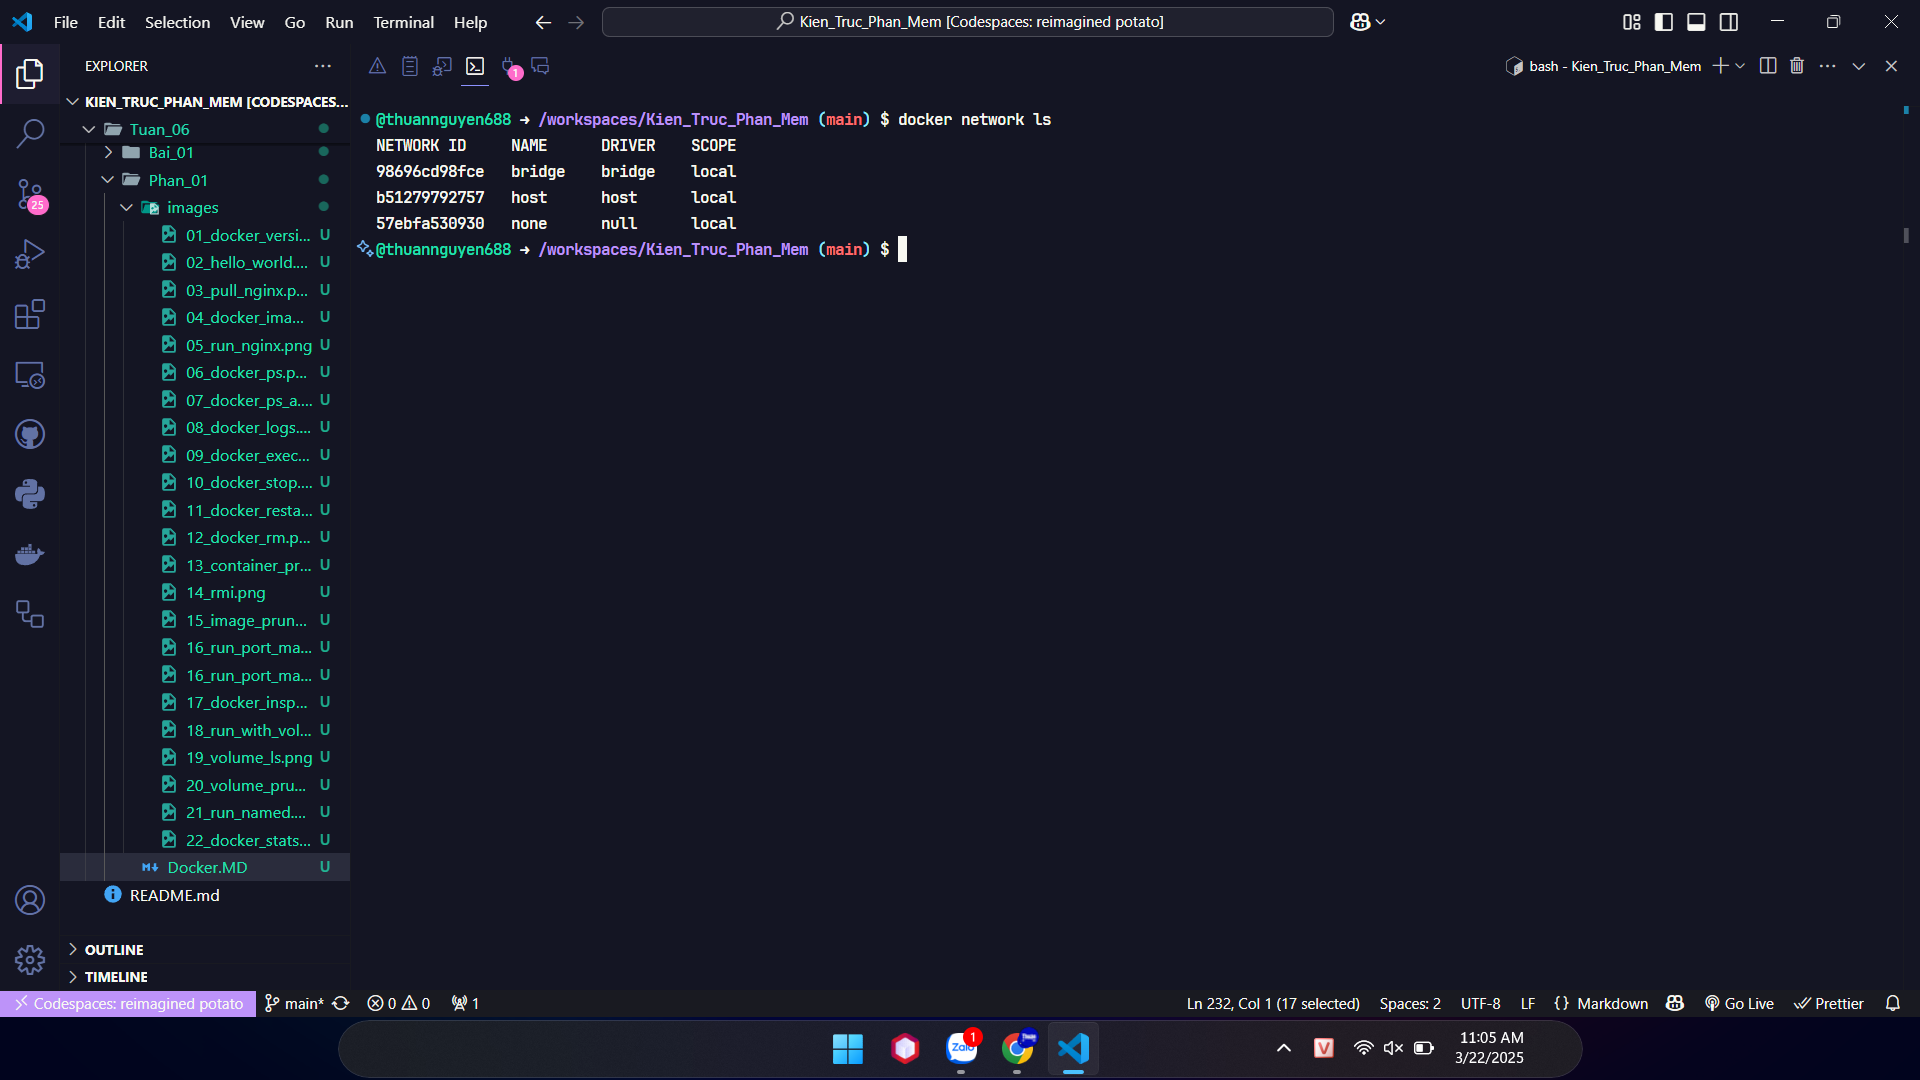 File Edit Selection View Go Run Terminal Help
Kien_Truc_Phan_Mem [Codespaces: reimagined potato]
EXPLORER
1
bash - Kien_Truc_Phan_Mem
KIEN_TRUC_PHAN_MEM [CODESPACES...
Tuan_06
Bai_01
Phan_01
images
01_docker_versi... U
02_hello_world.... U
03_pull_nginx.p... U
04_docker_ima... U
05_run_nginx.png U
06_docker_ps.p... U
07_docker_ps_a.... U
08_docker_logs.... U
09_docker_exec... U
10_docker_stop.... U
11_docker_resta... U
12_docker_rm.p... U
13_container_pr... U
14_rmi.png U
15_image_prun... U
16_run_port_ma... U
16_run_port_ma... U
17_docker_insp... U
18_run_with_vol... U
19_volume_ls.png U
20_volume_pru... U
21_run_named.... U
22_docker_stats... U
Docker.MD U
README.md
OUTLINE
TIMELINE
25
@thuannguyen688 → /workspaces/Kien_Truc_Phan_Mem (main) $ docker network ls
NETWORK ID NAME DRIVER SCOPE
98696cd98fce bridge bridge local
b51279792757 host host local
57ebfa530930 none null local
@thuannguyen688 → /workspaces/Kien_Truc_Phan_Mem (main) $
Codespaces: reimagined potato main* 0 0 1
Ln 232, Col 1 (17 selected) Spaces: 2 UTF-8 LF {} Markdown Go Live Prettier
Zalo 1
V
11:05 AM
3/22/2025